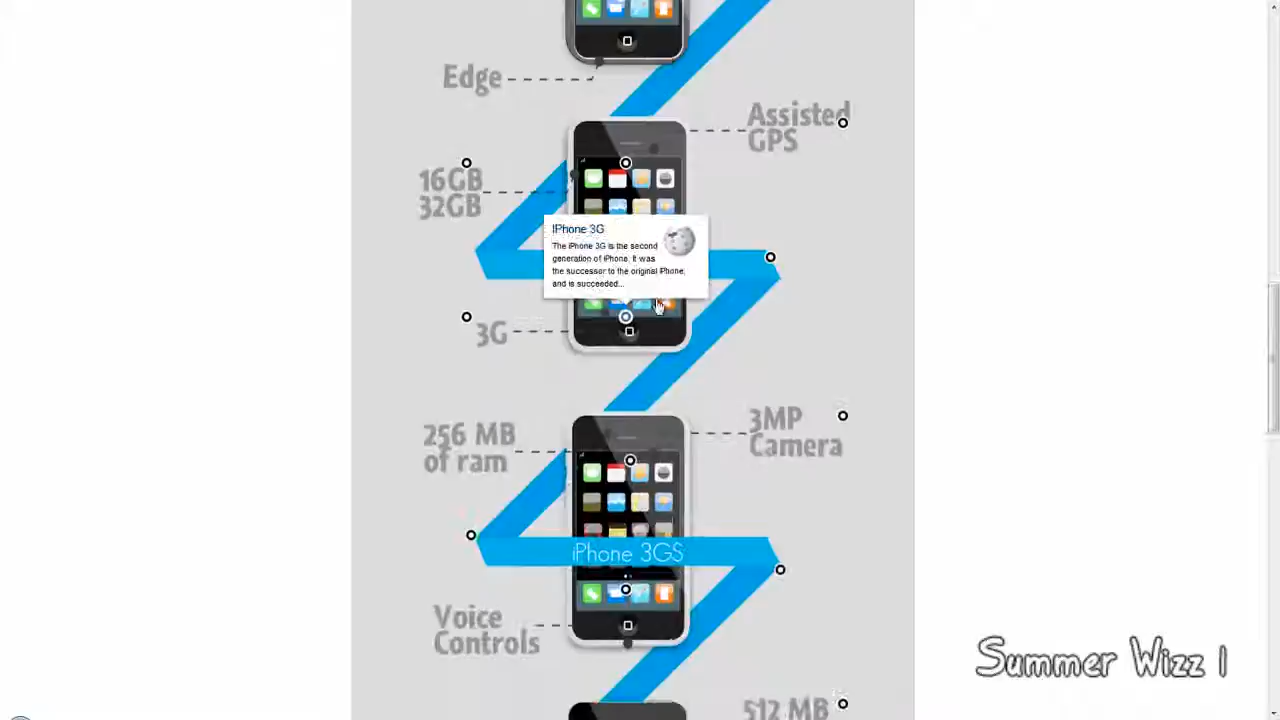 Edge
Assisted
GPS
16GB
32GB
IPhone 3G
The iPhone 3G is the second
generation of iPhone. It was
the successor to the original iPhone,
and is succeeded...
3G
3MP
Camera
256 MB
of ram
iPhone 3GS
Voice
Controls
Summer Wizz 1
512 MB